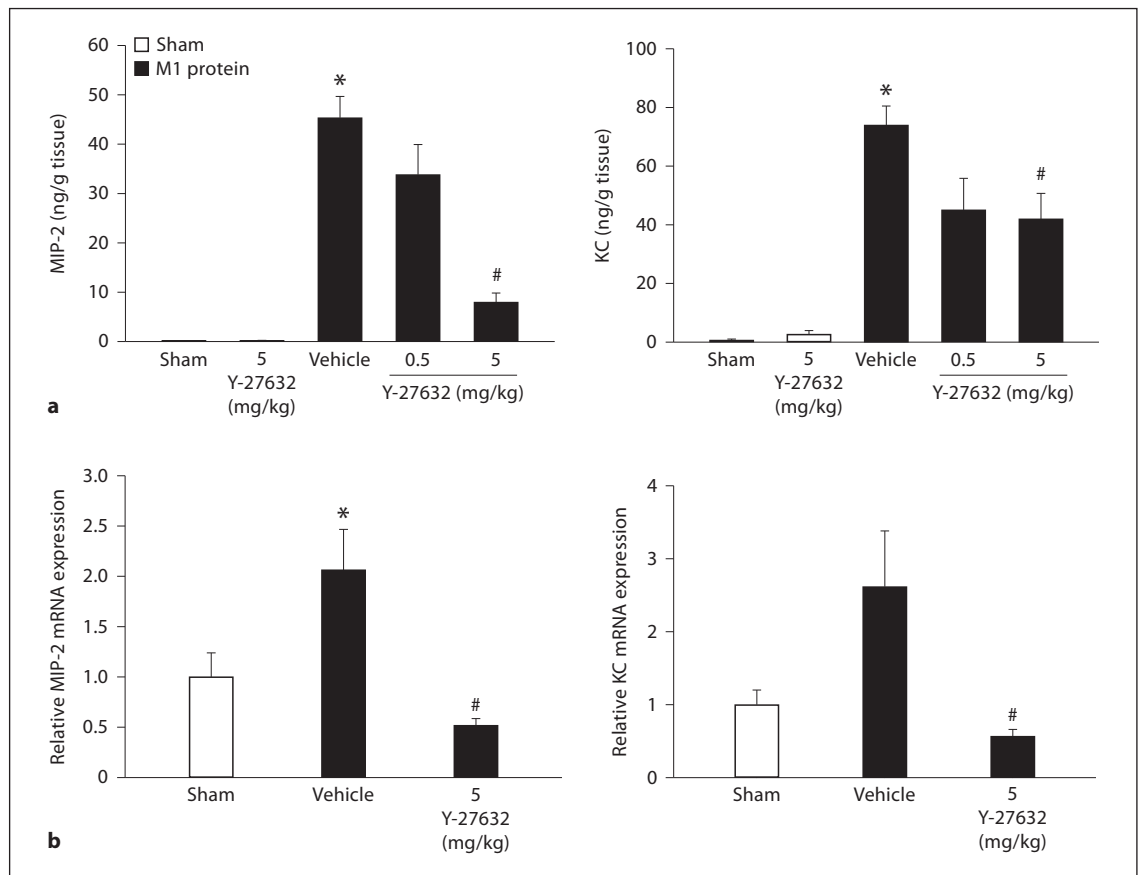 Sham
M1 protein
MIP-2 (ng/g tissue)
60
50
40
30
20
10
0
*
#
Sham
5
Vehicle
0.5
5
Y-27632
(mg/kg)
Y-27632 (mg/kg)
a
KC (ng/g tissue)
100
80
60
40
20
0
*
#
Sham
5
Vehicle
0.5
5
Y-27632
(mg/kg)
Y-27632 (mg/kg)
Relative MIP-2 mRNA expression
3.0
2.5
2.0
1.5
1.0
0.5
0
*
#
Sham
Vehicle
5
Y-27632
(mg/kg)
b
Relative KC mRNA expression
4
3
2
1
0
#
Sham
Vehicle
5
Y-27632
(mg/kg)